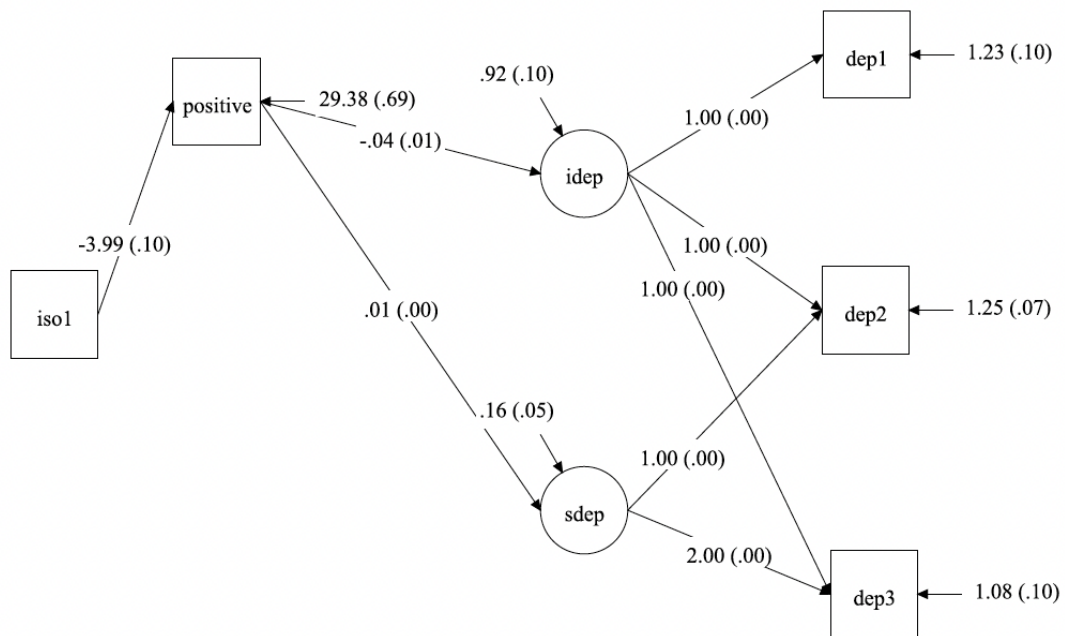 dep1
1.23 (.10)
.92 (.10)
positive
29.38 (.69)
1.00 (.00)
-.04 (.01)
idep
-3.99 (.10)
1.00 (.00)
1.00 (.00)
iso1
.01 (.00)
dep2
1.25 (.07)
.16 (.05)
1.00 (.00)
sdep
2.00 (.00)
dep3
1.08 (.10)